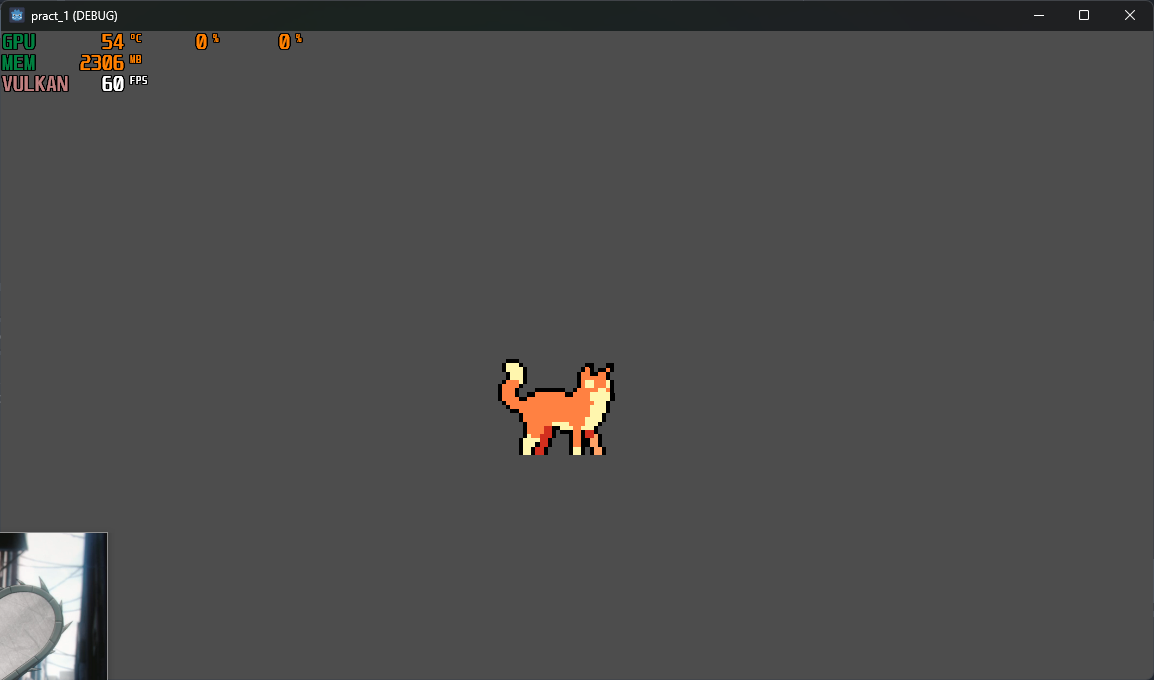 pract_1 (DEBUG)
GPU 54 °C 0 % 0 %
MEM 2306 MB
VULKAN 60 FPS